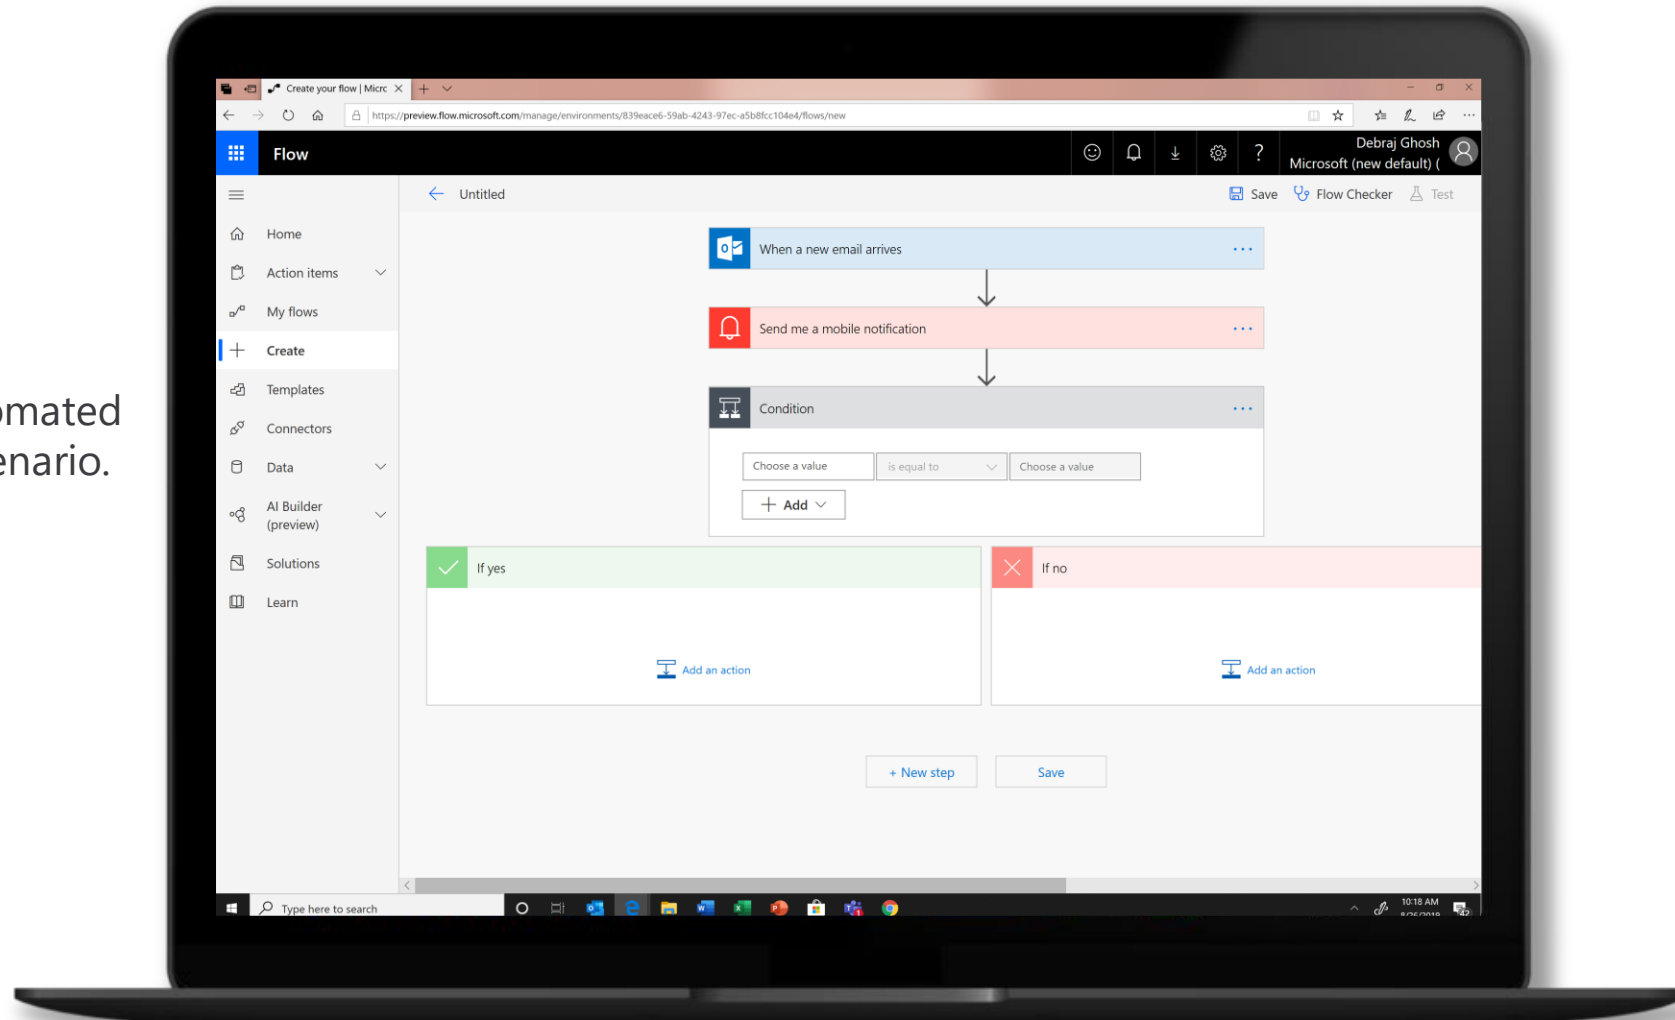 Create your flow | Micrc
https://preview.flow.microsoft.com/manage/environments/839eace6-59ab-4243-97ec-a5b8fcc104e4/flows/new
Flow
?
Debraj Ghosh
Microsoft (new default) (
Untitled
Save
Flow Checker
Test
Home
Action items
My flows
Create
Templates
Connectors
Data
AI Builder
(preview)
Solutions
Learn
When a new email arrives
Send me a mobile notification
Condition
Choose a value
is equal to
Choose a value
+ Add
If yes
If no
Add an action
Add an action
+ New step
Save
omated
enario.
Type here to search
10:18 AM
8/26/2019
42